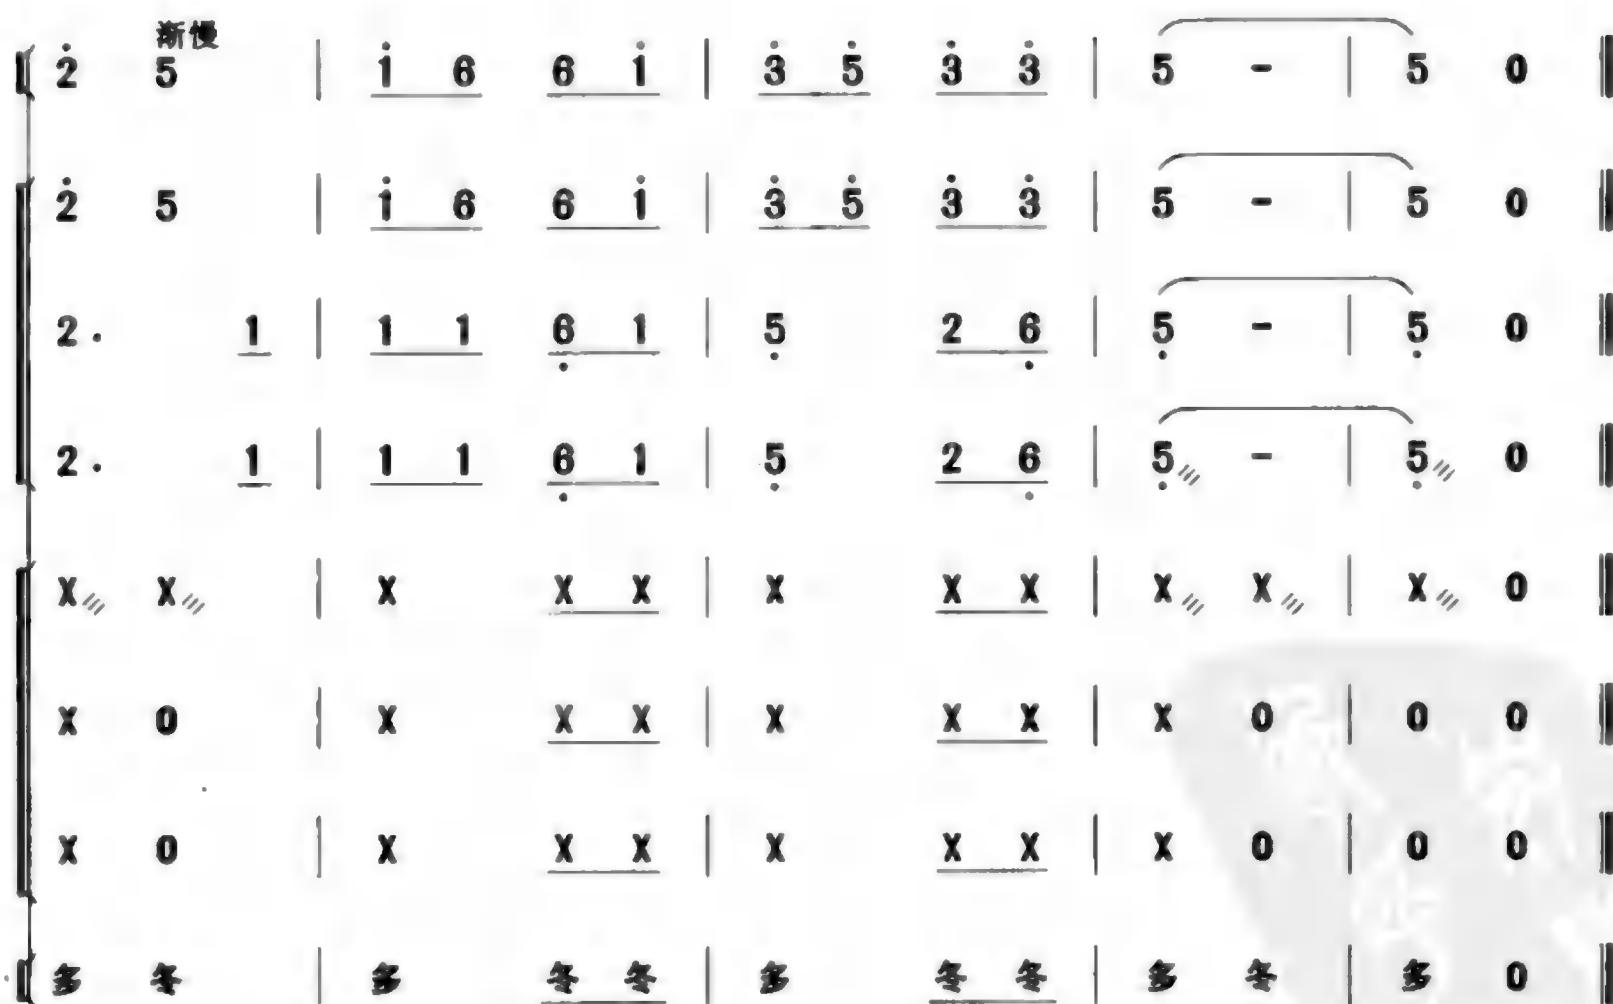 渐慢
2̇ 5 | 1̇ 6 6 1̇ | 3̇ 5̇ 3̇ 3̇ | 5 - | 5 0 ‖
2̇ 5 | 1̇ 6 6 1̇ | 3̇ 5̇ 3̇ 3̇ | 5 - | 5 0 ‖
2. 1 | 1 1 6̣ 1 | 5̣ 2 6̣ | 5̣ - | 5̣ 0 ‖
2. 1 | 1 1 6̣ 1 | 5̣ 2 6̣ | 5̣/// - | 5̣/// 0 ‖
X/// X/// | X X X | X X X | X/// X/// | X/// 0 ‖
X 0 | X X X | X X X | X 0 | 0 0 ‖
X 0 | X X X | X X X | X 0 | 0 0 ‖
多 冬 | 多 冬 冬 | 多 冬 冬 | 多 冬 | 多 0 ‖